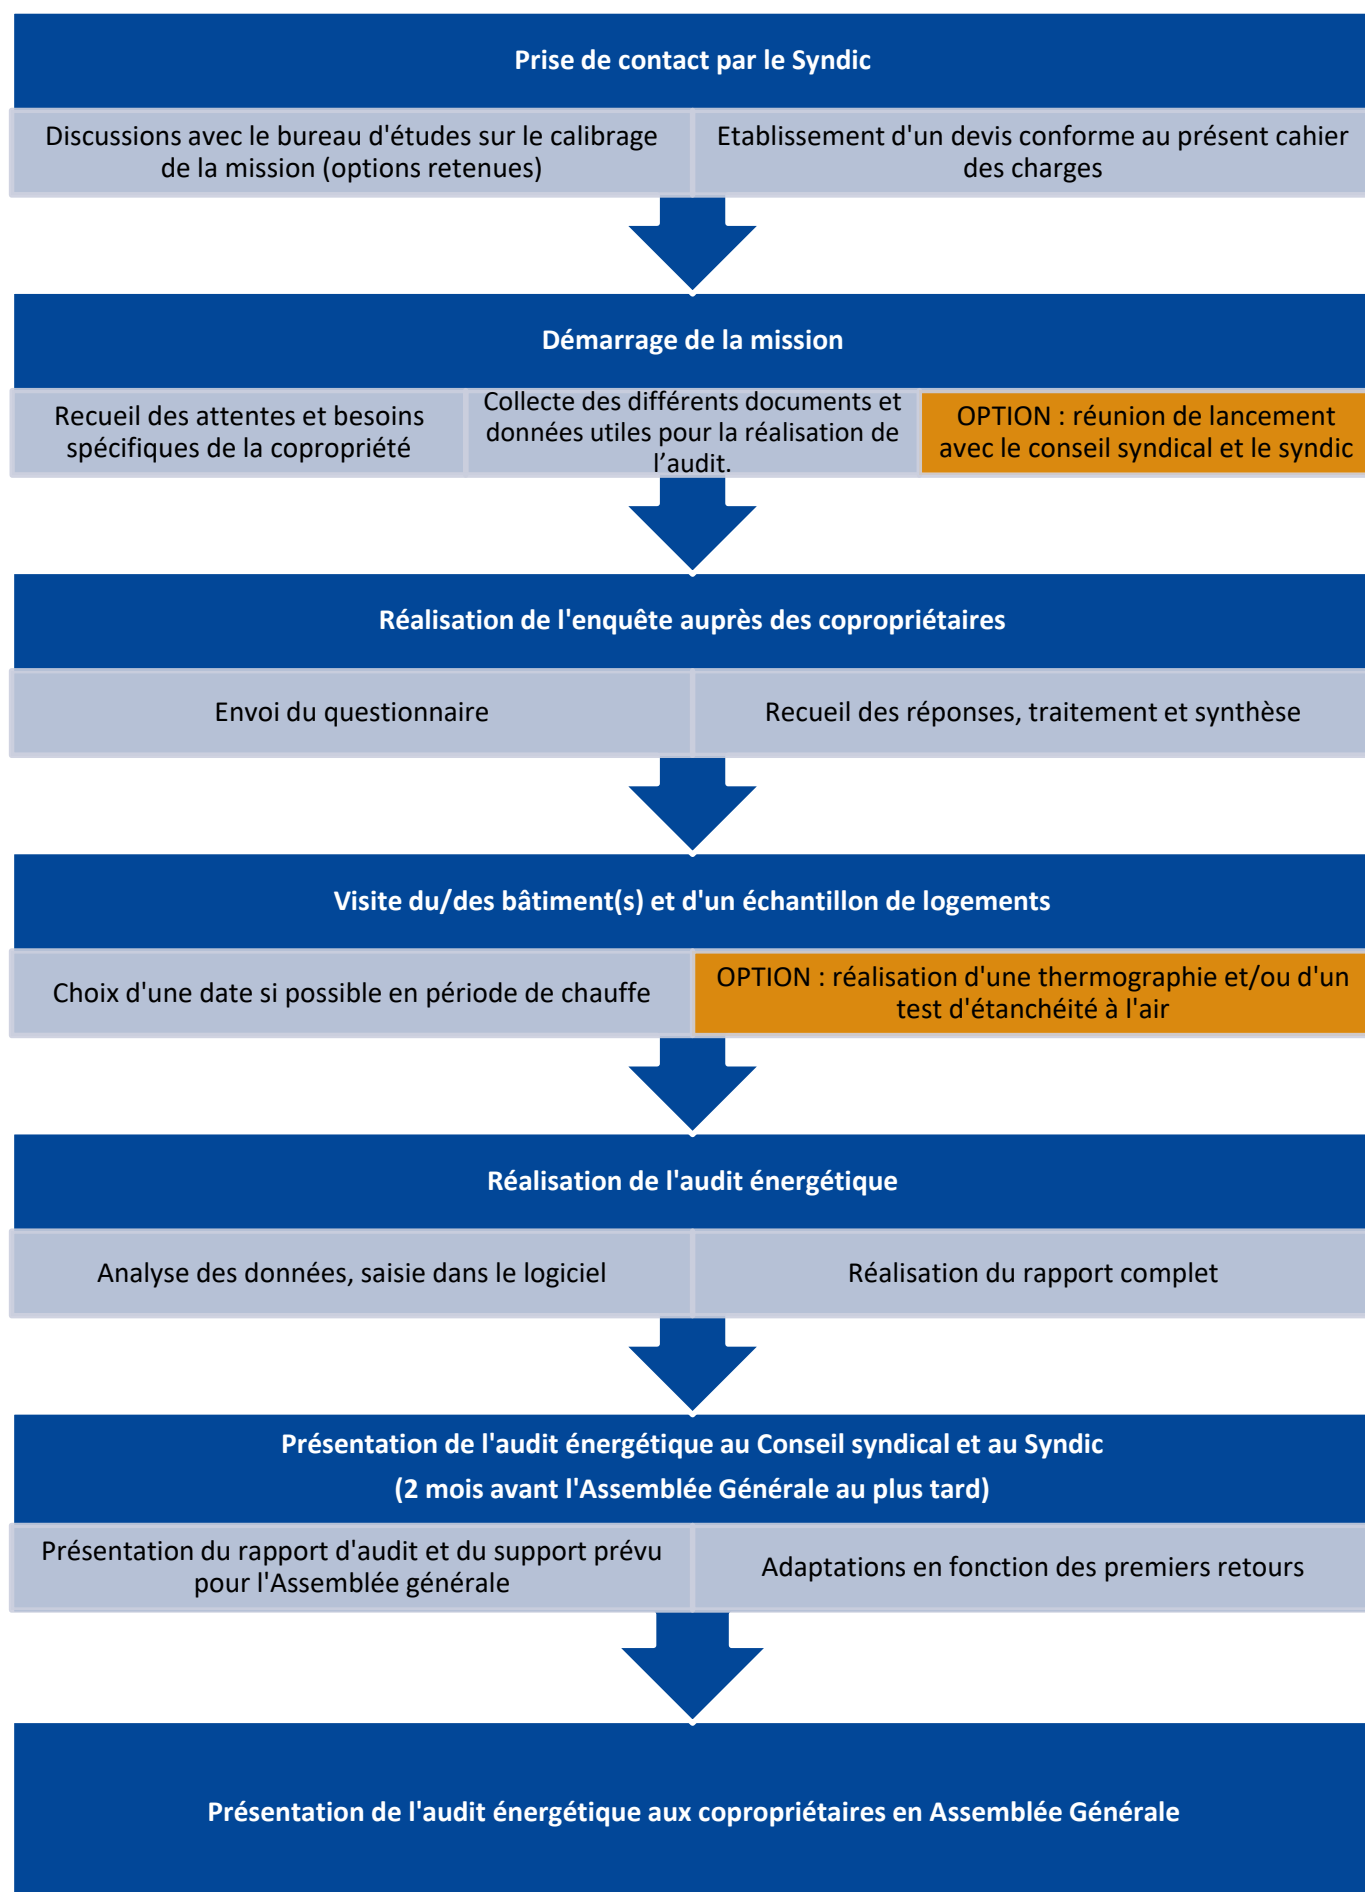 Prise de contact par le Syndic
Discussions avec le bureau d'études sur le calibrage
de la mission (options retenues)
Etablissement d'un devis conforme au présent cahier
des charges
Démarrage de la mission
Recueil des attentes et besoins
spécifiques de la copropriété
Collecte des différents documents et
données utiles pour la réalisation de
l’audit.
OPTION : réunion de lancement
avec le conseil syndical et le syndic
Réalisation de l'enquête auprès des copropriétaires
Envoi du questionnaire
Recueil des réponses, traitement et synthèse
Visite du/des bâtiment(s) et d'un échantillon de logements
Choix d'une date si possible en période de chauffe
OPTION : réalisation d'une thermographie et/ou d'un
test d'étanchéité à l'air
Réalisation de l'audit énergétique
Analyse des données, saisie dans le logiciel
Réalisation du rapport complet
Présentation de l'audit énergétique au Conseil syndical et au Syndic
(2 mois avant l'Assemblée Générale au plus tard)
Présentation du rapport d'audit et du support prévu
pour l'Assemblée générale
Adaptations en fonction des premiers retours
Présentation de l'audit énergétique aux copropriétaires en Assemblée Générale